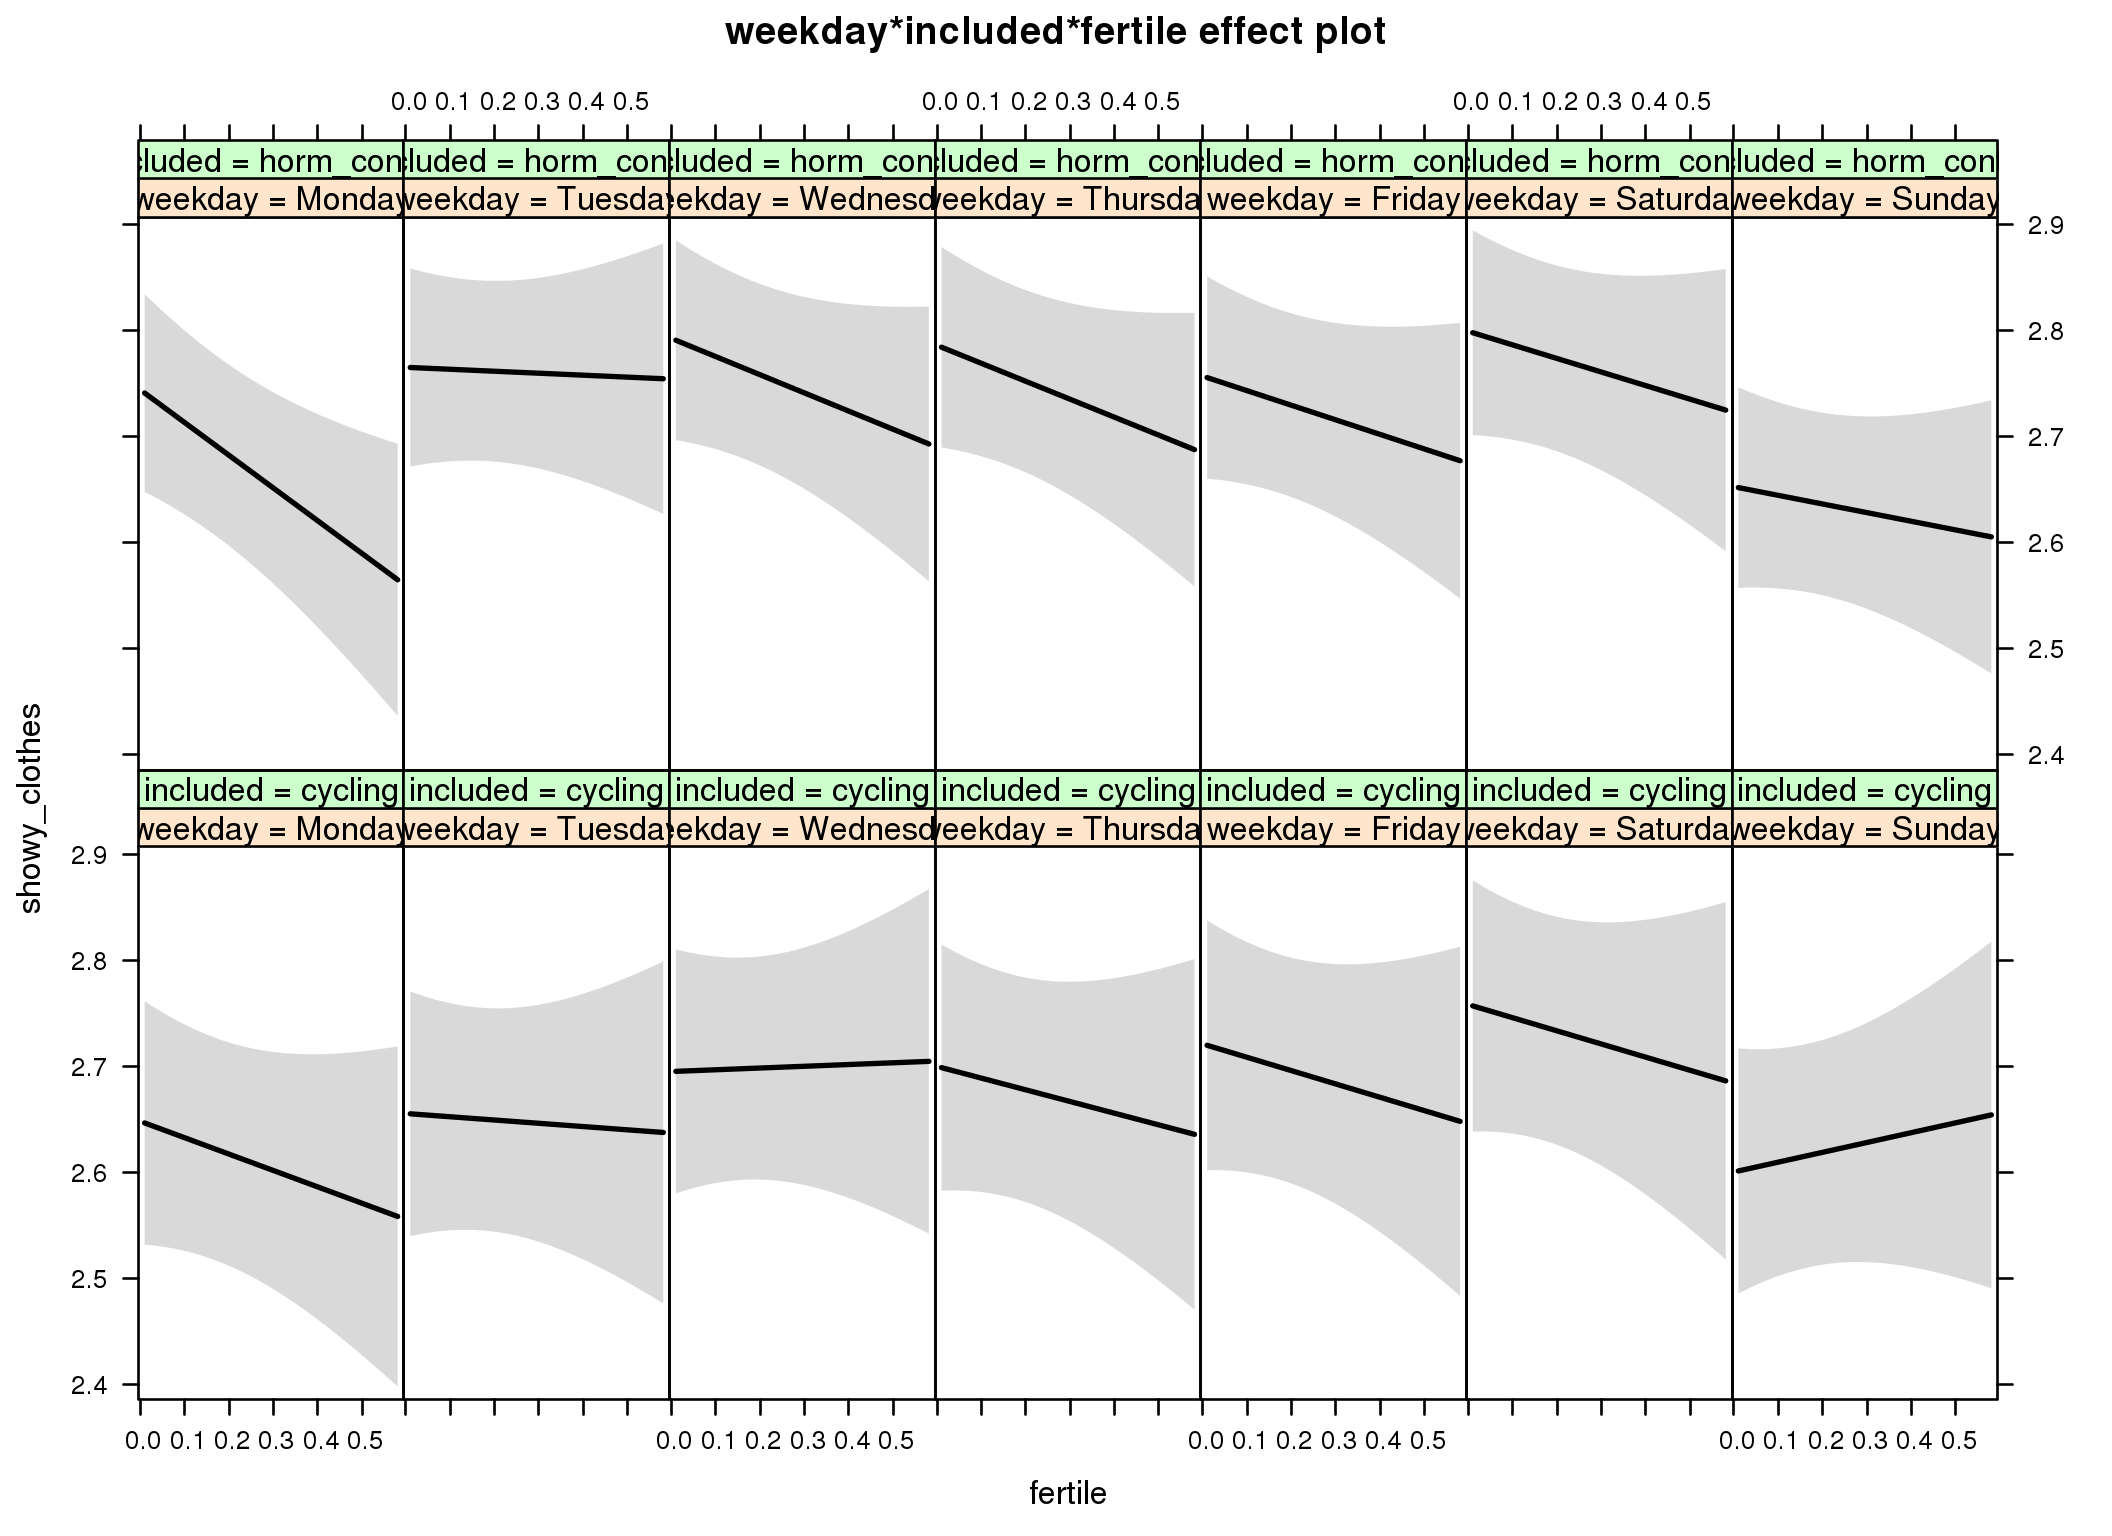 weekday*included*fertile effect plot
0.0 0.1 0.2 0.3 0.4 0.5 0.0 0.1 0.2 0.3 0.4 0.5 0.0 0.1 0.2 0.3 0.4 0.5
cluded = horm_con cluded = horm_con cluded = horm_con cluded = horm_con cluded = horm_con cluded = horm_con cluded = horm_con
weekday = Monday weekday = Tuesda eekday = Wednesd weekday = Thursda weekday = Friday weekday = Saturda weekday = Sunday
2.9
2.8
2.7
2.6
2.5
2.4
showy_clothes
included = cycling included = cycling included = cycling included = cycling included = cycling included = cycling included = cycling
weekday = Monday weekday = Tuesda eekday = Wednesd weekday = Thursda weekday = Friday weekday = Saturda weekday = Sunday
2.9
2.8
2.7
2.6
2.5
2.4
0.0 0.1 0.2 0.3 0.4 0.5 0.0 0.1 0.2 0.3 0.4 0.5 0.0 0.1 0.2 0.3 0.4 0.5 0.0 0.1 0.2 0.3 0.4 0.5
fertile